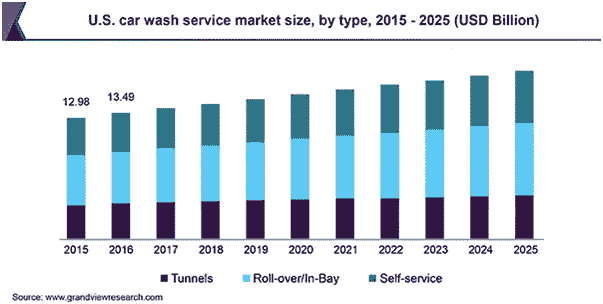 U.S. car wash service market size, by type, 2015 - 2025 (USD Billion)
12.98 13.49
2015 2016 2017 2018 2019 2020 2021 2022 2023 2024 2025
Tunnels Roll-over/In-Bay Self-service
Source: www.grandviewresearch.com